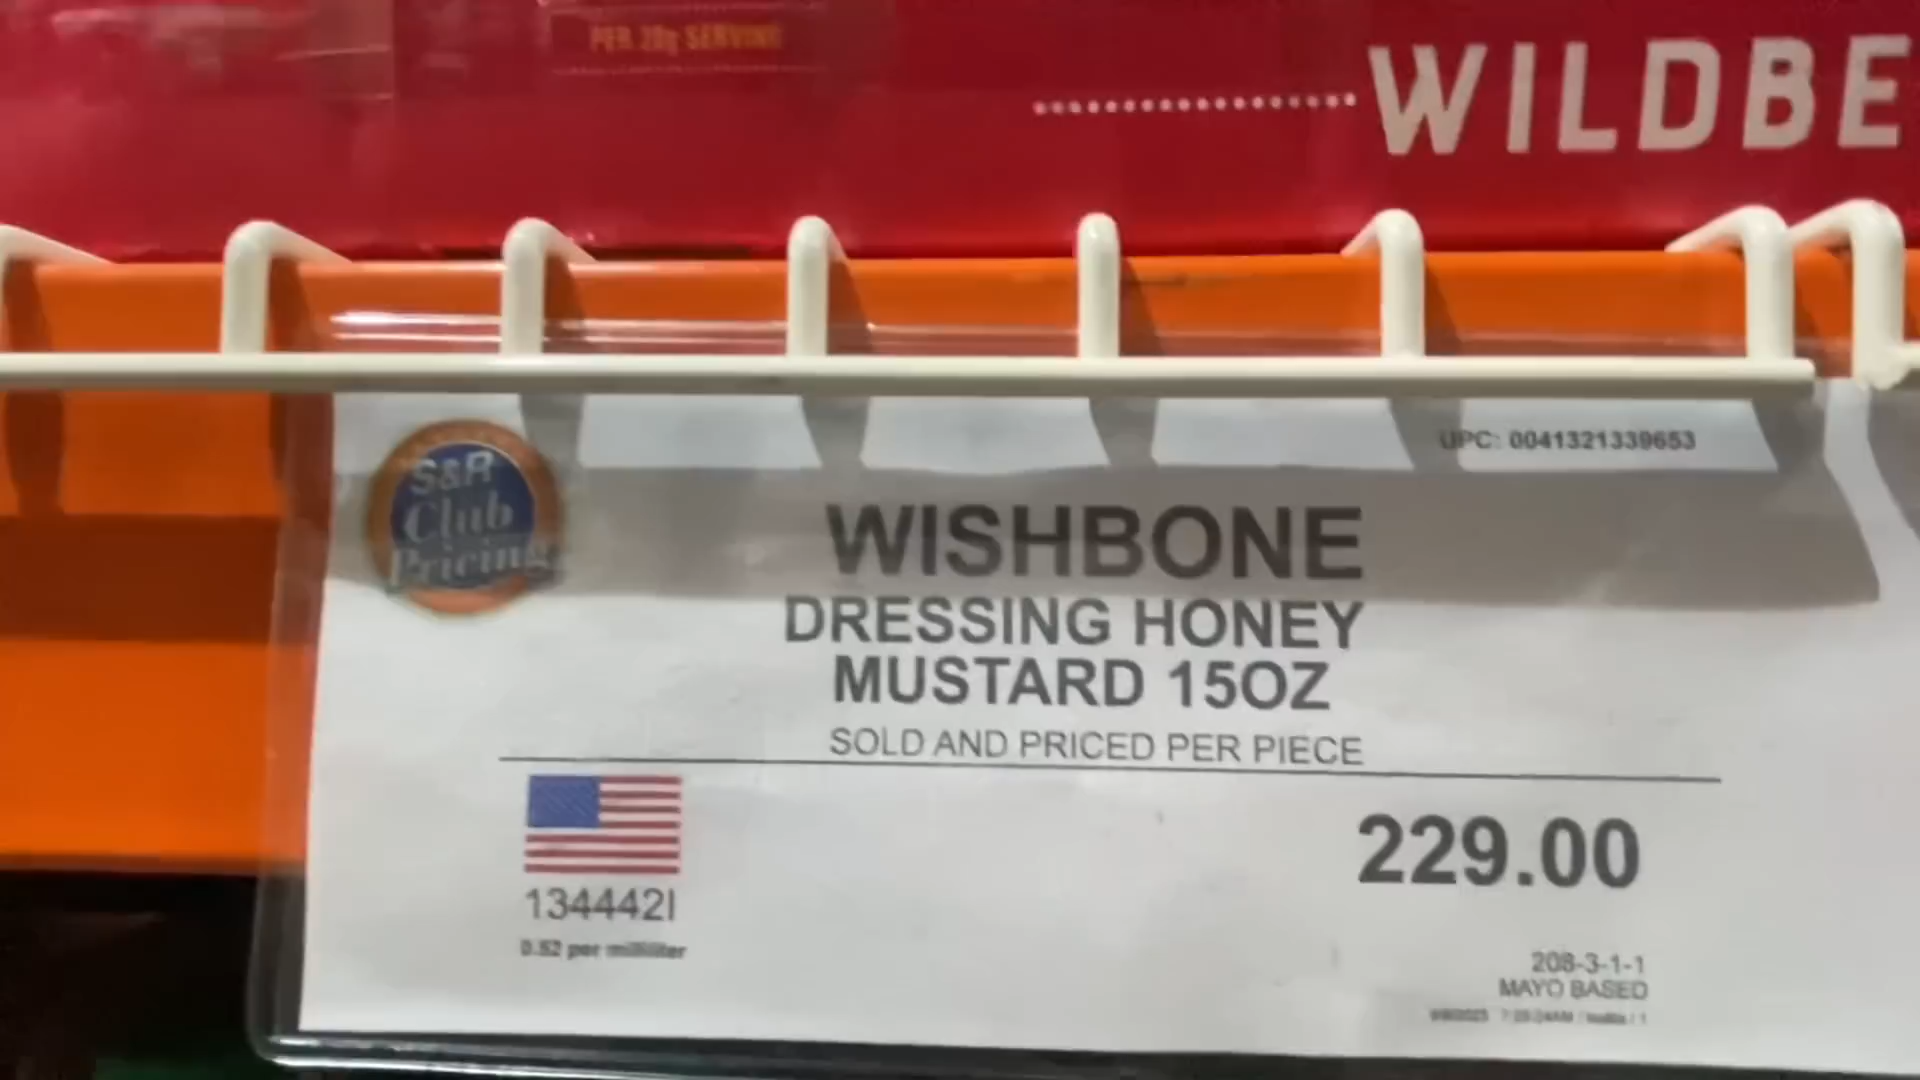 PER 28g SERVING
WILDBE
S&R
Club
Pricing
UPC: 0041321339653
WISHBONE
DRESSING HONEY
MUSTARD 15OZ
SOLD AND PRICED PER PIECE
229.00
134442I
0.52 per milliliter
208-3-1-1
MAYO BASED